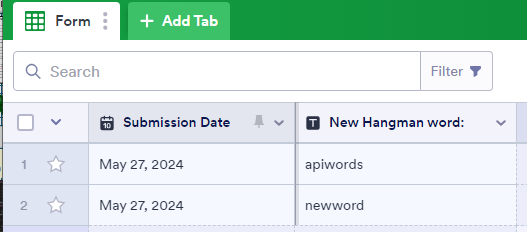 Form
+ Add Tab
Search
Filter
10 Submission Date
T New Hangman word:
1 May 27, 2024 apiwords
2 May 27, 2024 newword